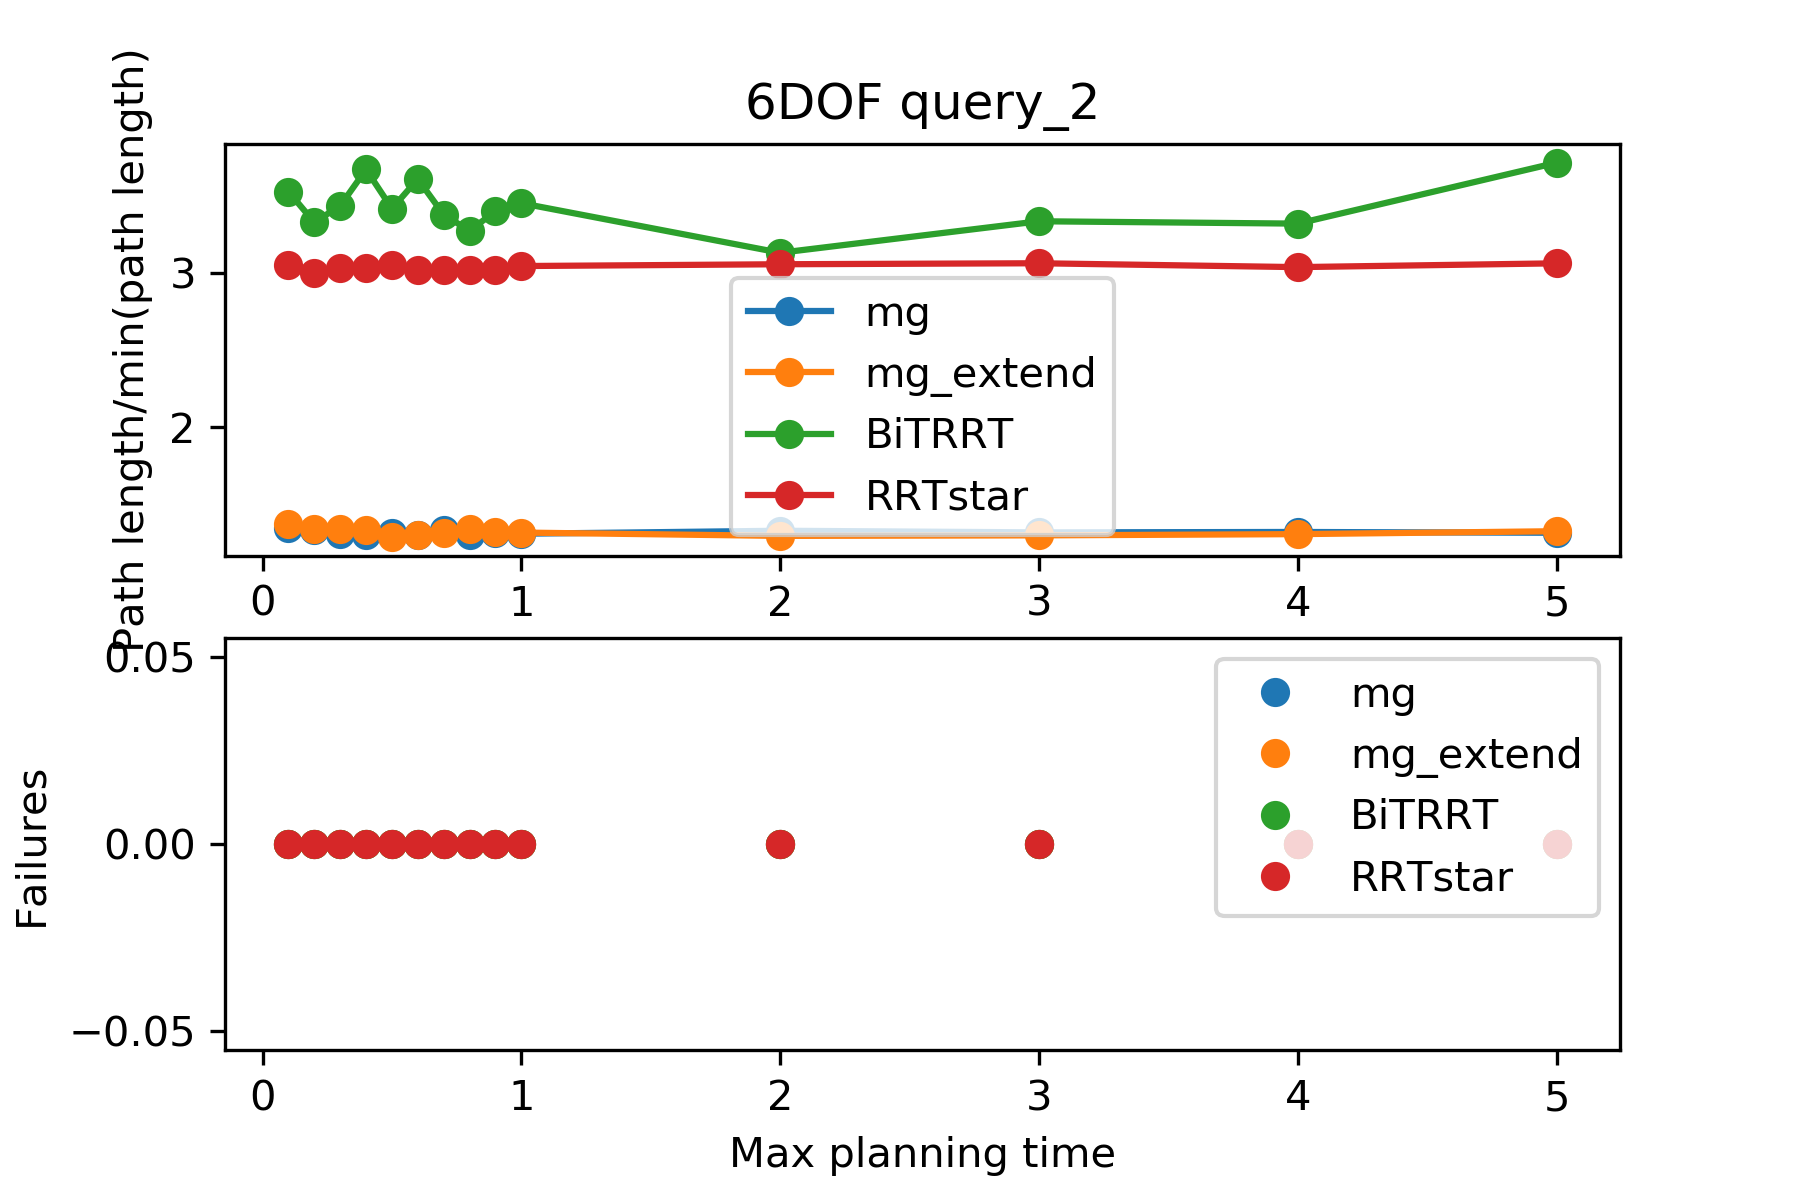 6DOF query_2
Path length/min(path length)
3
2
mg
mg_extend
BiTRRT
RRTstar
0 1 2 3 4 5
Failures
0.05
0.00
−0.05
mg
mg_extend
BiTRRT
RRTstar
0 1 2 3 4 5
Max planning time